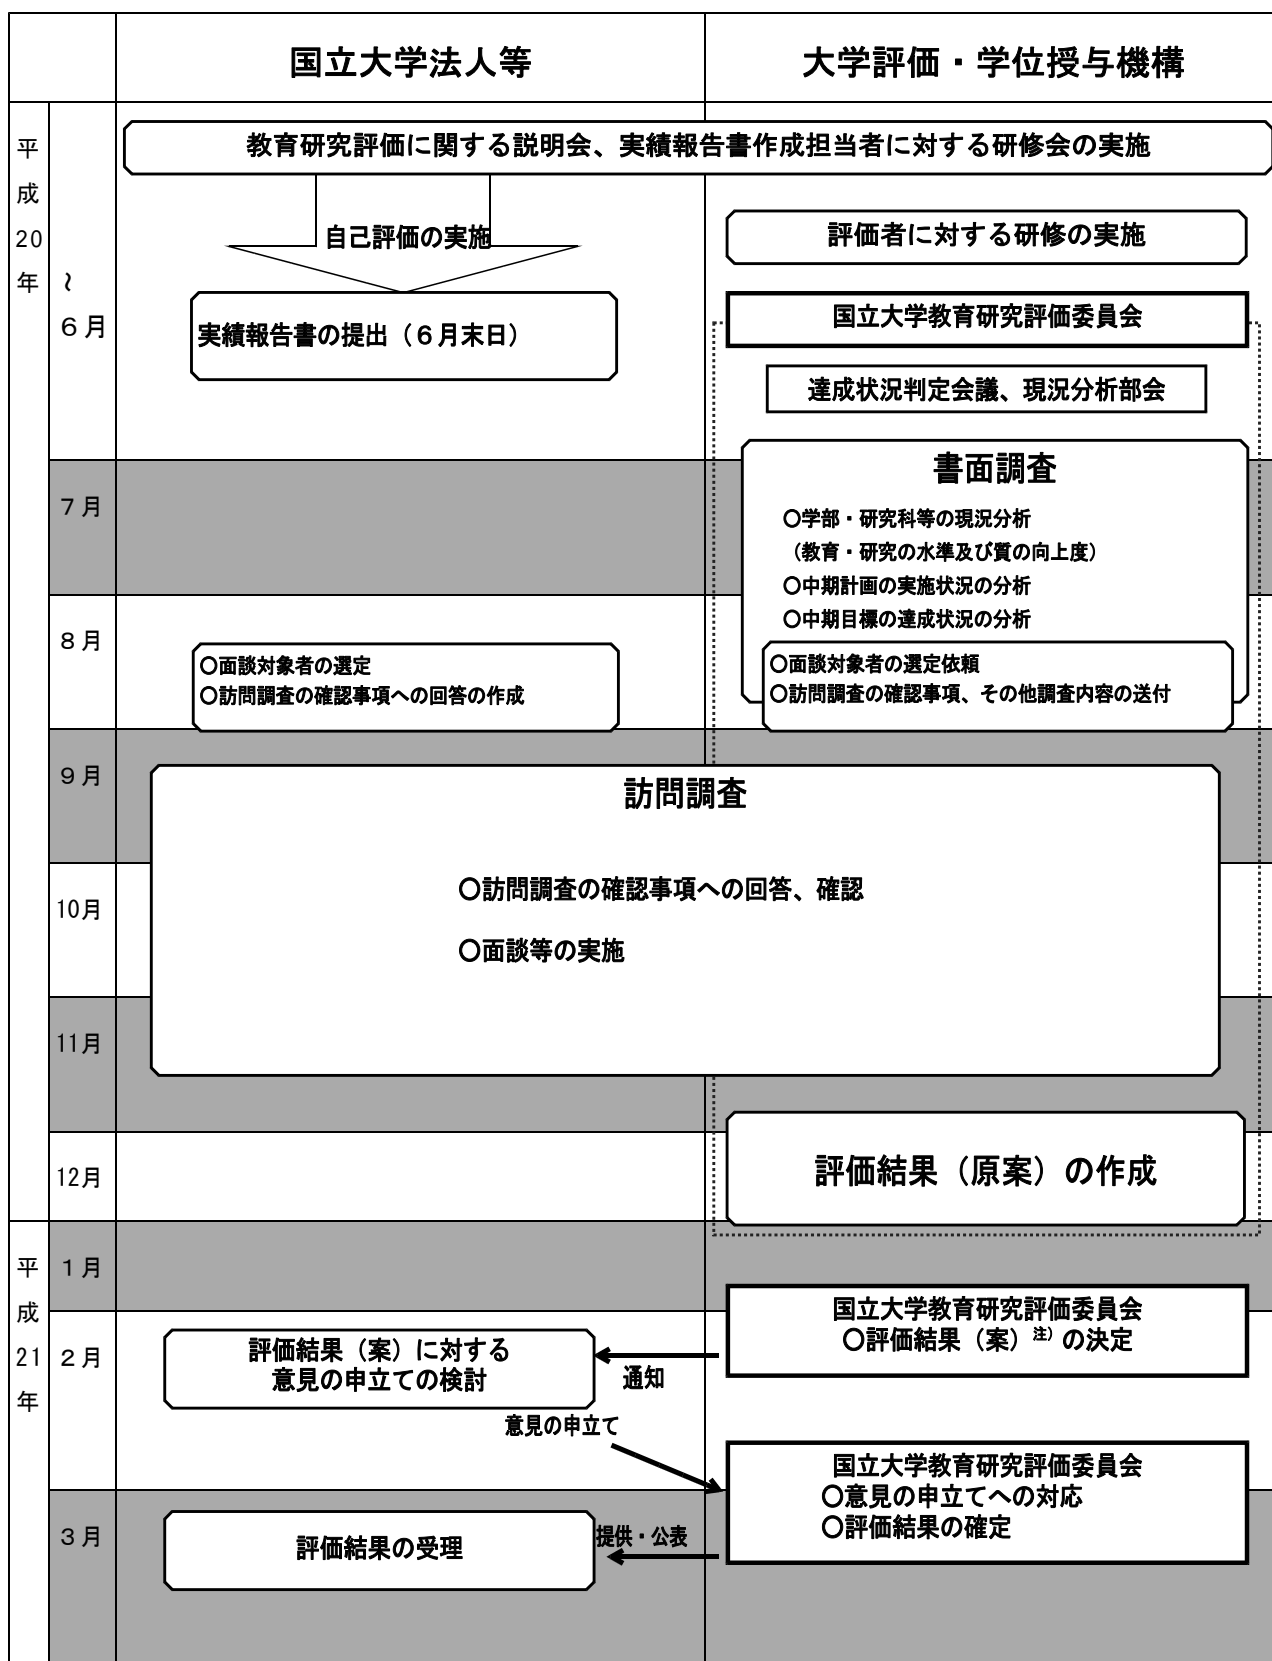 国立大学法人等
大学評価・学位授与機構
平成20年
～６月
教育研究評価に関する説明会、実績報告書作成担当者に対する研修会の実施
自己評価の実施
評価者に対する研修の実施
実績報告書の提出（６月末日）
国立大学教育研究評価委員会
達成状況判定会議、現況分析部会
書面調査
７月
○学部・研究科等の現況分析
（教育・研究の水準及び質の向上度）
○中期計画の実施状況の分析
○中期目標の達成状況の分析
８月
○面談対象者の選定
○訪問調査の確認事項への回答の作成
○面談対象者の選定依頼
○訪問調査の確認事項、その他調査内容の送付
９月
訪問調査
10月
○訪問調査の確認事項への回答、確認
○面談等の実施
11月
12月
評価結果（原案）の作成
平成21年
１月
国立大学教育研究評価委員会
○評価結果（案）注）の決定
２月
評価結果（案）に対する
意見の申立ての検討
通知
意見の申立て
国立大学教育研究評価委員会
○意見の申立てへの対応
○評価結果の確定
３月
評価結果の受理
提供・公表